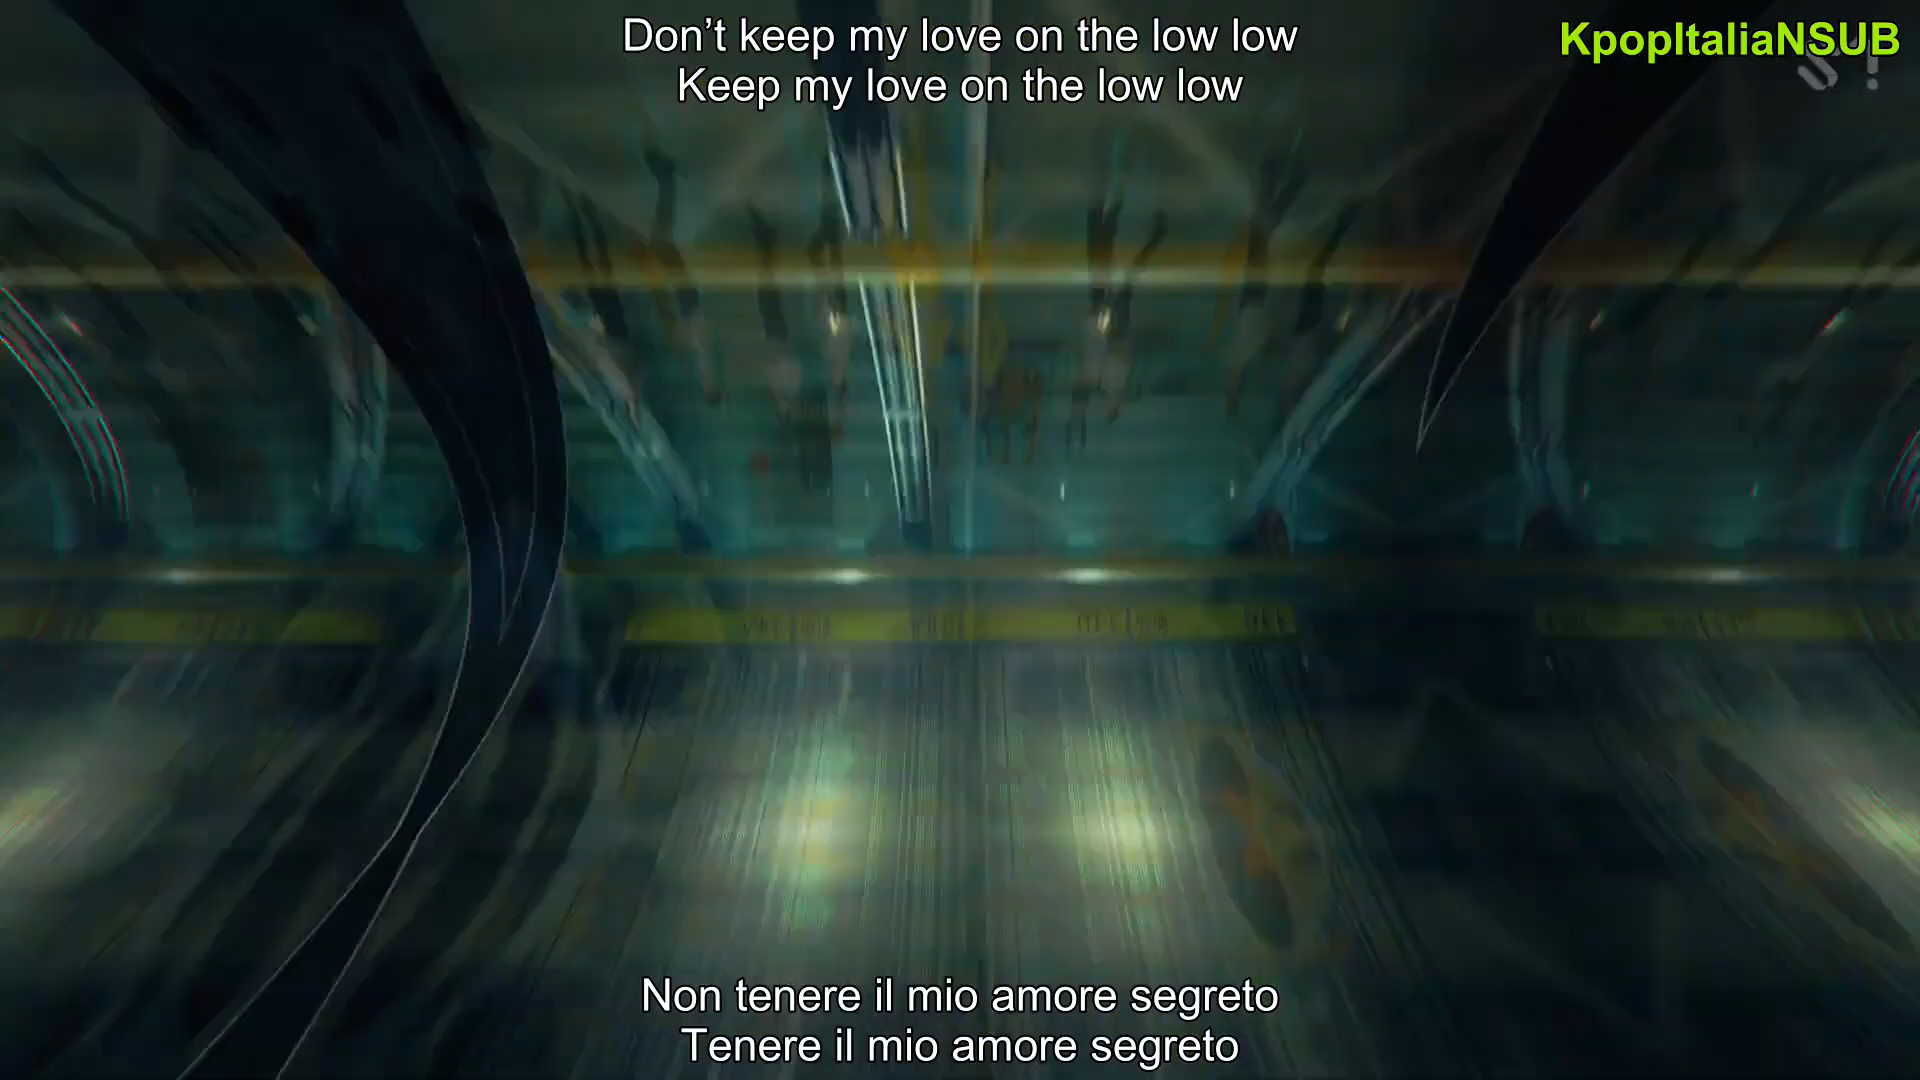 Don’t keep my love on the low low
Keep my love on the low low
KpopItaliaNSUB
Non tenere il mio amore segreto
Tenere il mio amore segreto